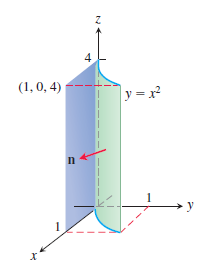 z
4
(1, 0, 4)
y = x²
n
1
y
1
x